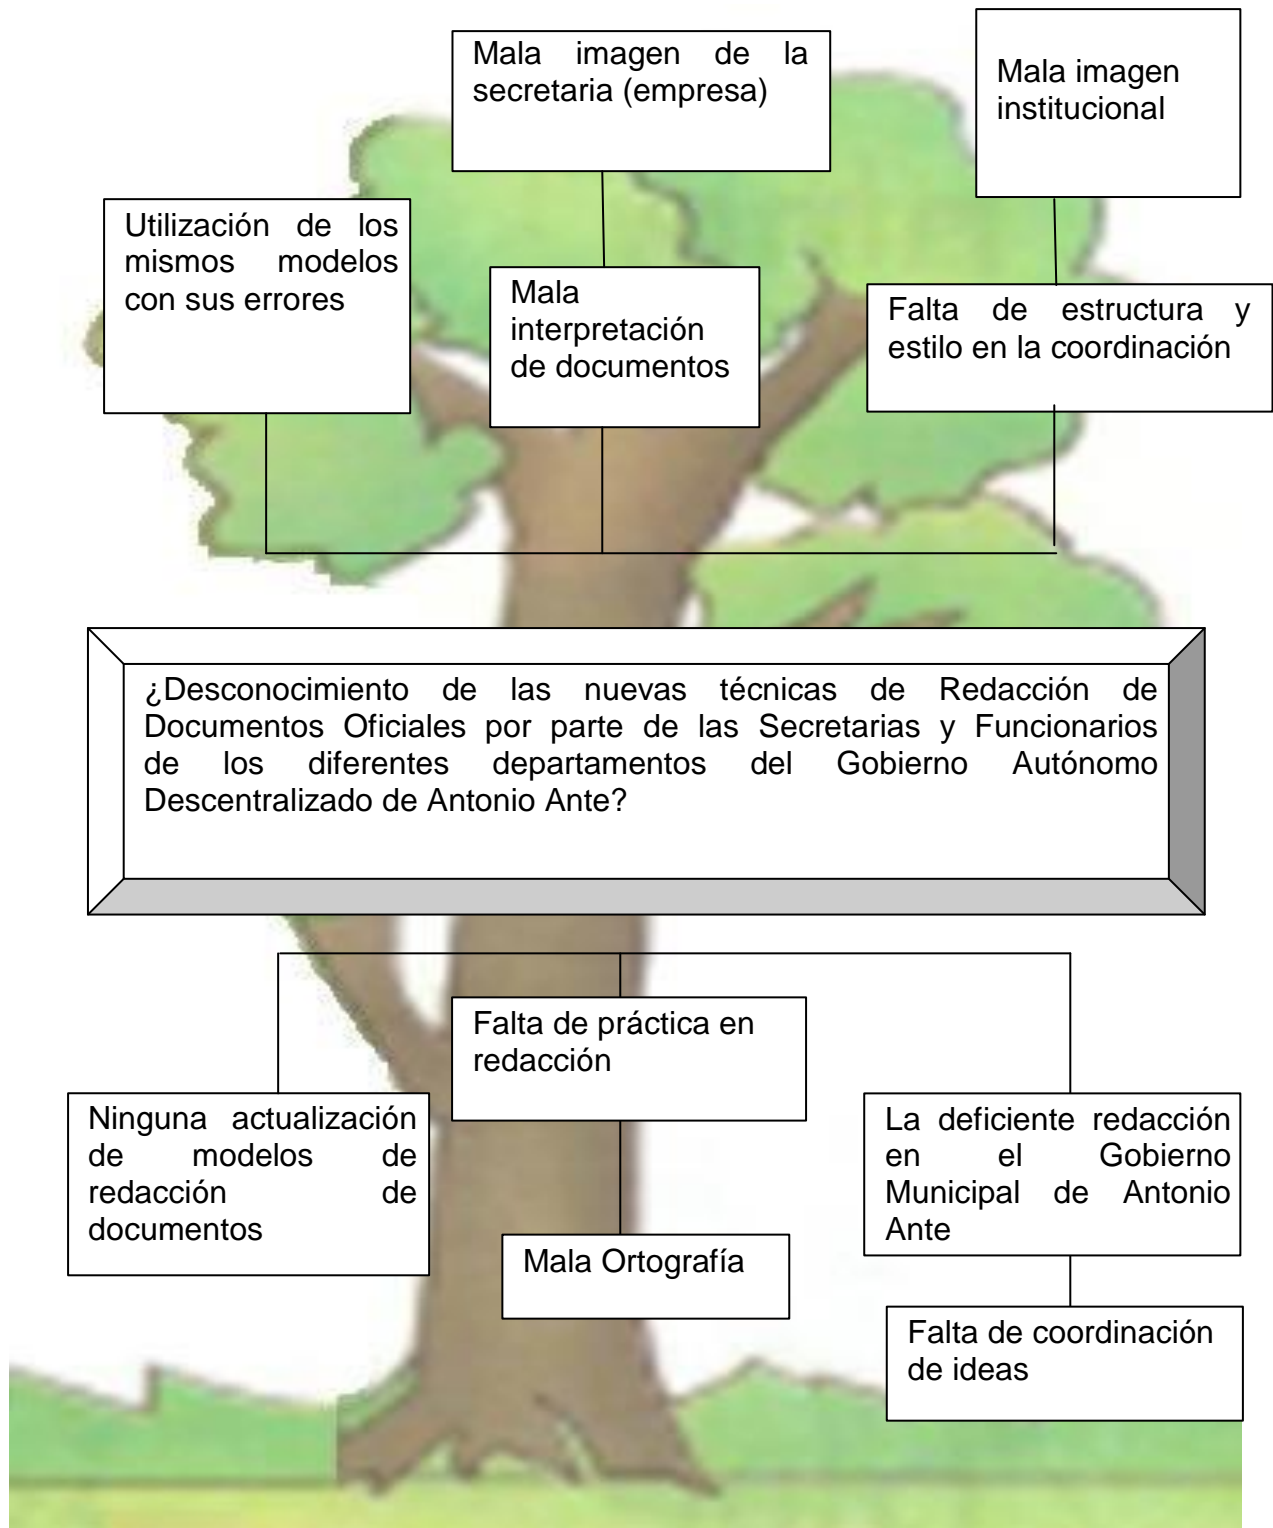 Mala imagen de la
secretaria (empresa)
Mala imagen
institucional
Utilización de los
mismos modelos
con sus errores
Mala
interpretación
de documentos
Falta de estructura y
estilo en la coordinación
¿Desconocimiento de las nuevas técnicas de Redacción de
Documentos Oficiales por parte de las Secretarias y Funcionarios
de los diferentes departamentos del Gobierno Autónomo
Descentralizado de Antonio Ante?
Falta de práctica en
redacción
Ninguna actualización
de modelos de
redacción de
documentos
La deficiente redacción
en el Gobierno
Municipal de Antonio
Ante
Mala Ortografía
Falta de coordinación
de ideas